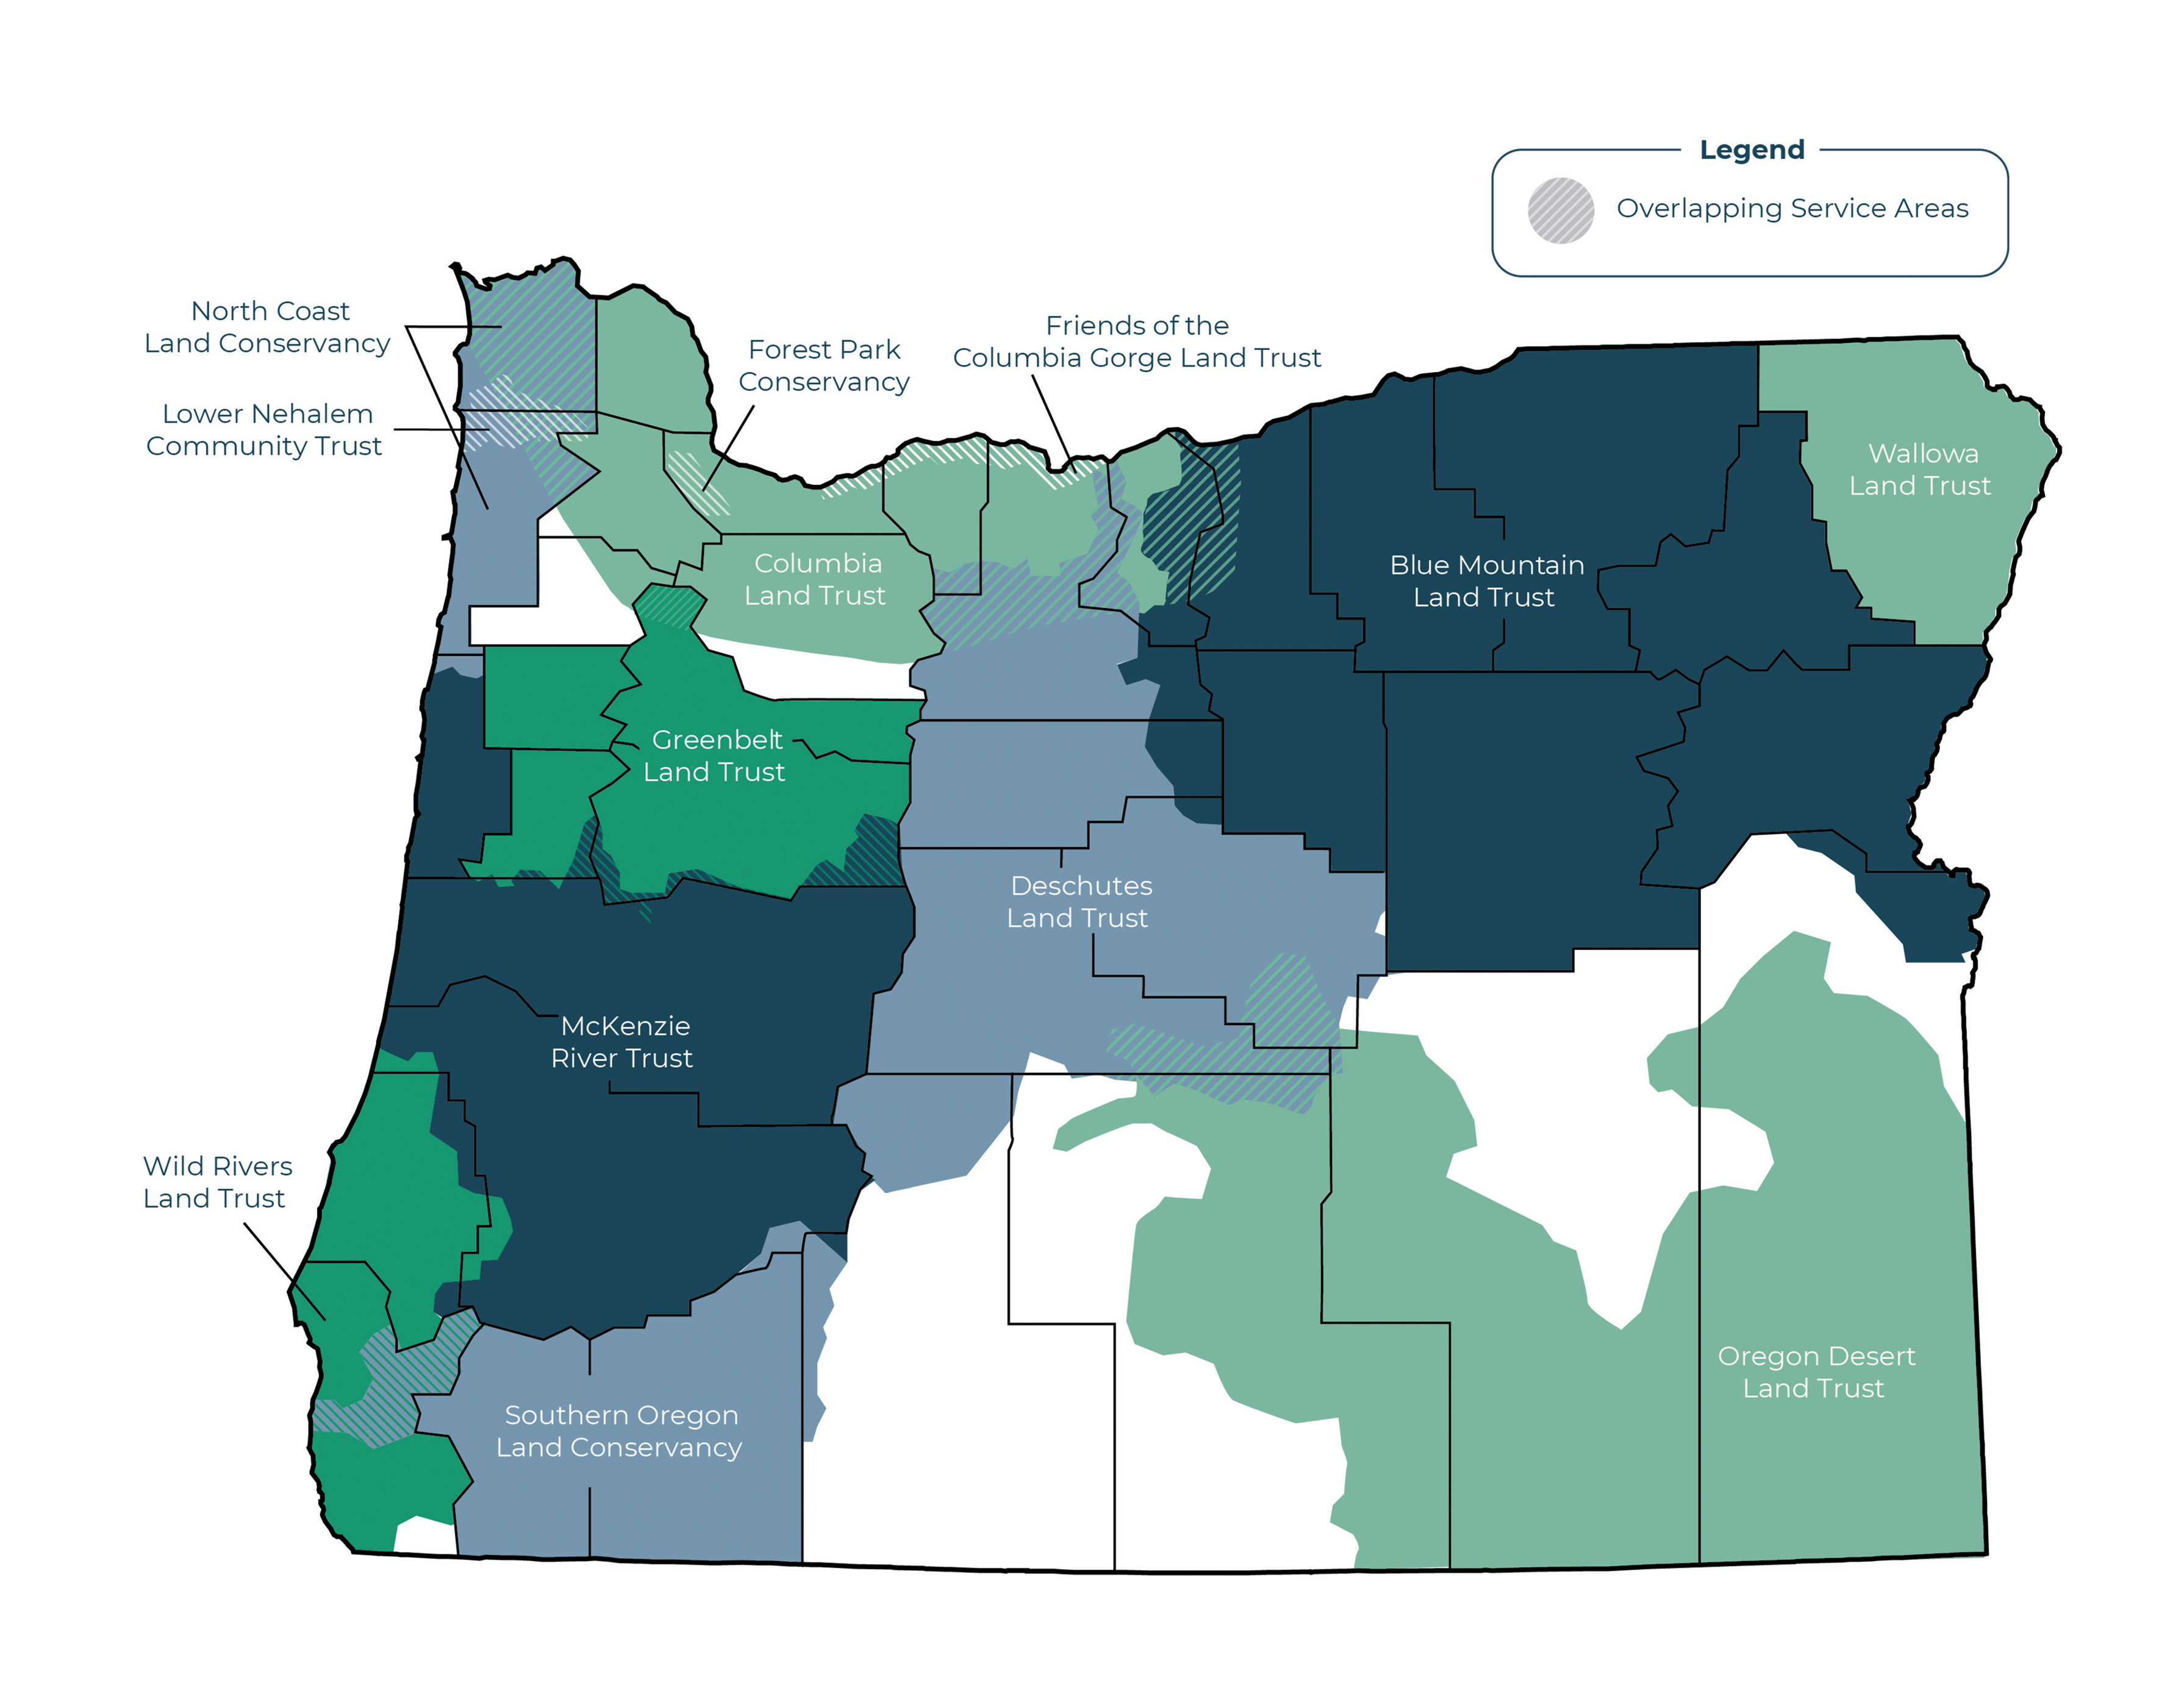 Legend
Overlapping Service Areas
North Coast
Land Conservancy
Lower Nehalem
Community Trust
Forest Park
Conservancy
Friends of the
Columbia Gorge Land Trust
Wallowa
Land Trust
Columbia
Land Trust
Blue Mountain
Land Trust
Greenbelt
Land Trust
Deschutes
Land Trust
McKenzie
River Trust
Wild Rivers
Land Trust
Oregon Desert
Land Trust
Southern Oregon
Land Conservancy